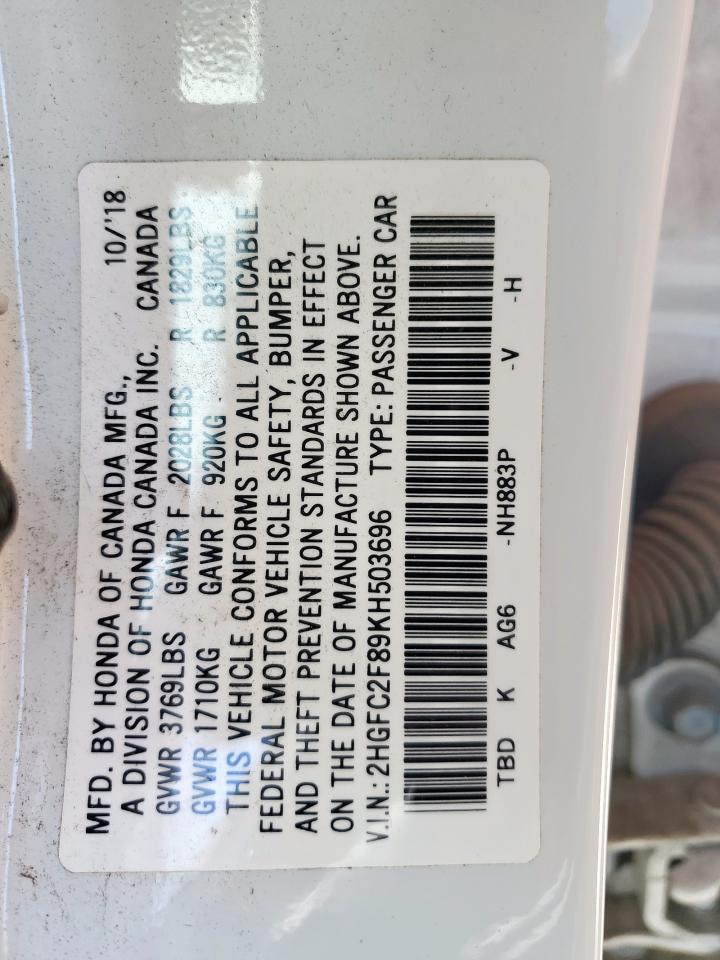 MFD. BY HONDA OF CANADA MFG., 10/'18
A DIVISION OF HONDA CANADA INC. CANADA
GVWR 3769LBS GAWR F 2028LBS R 1829LBS
GVWR 1710KG GAWR F 920KG R 830KG
THIS VEHICLE CONFORMS TO ALL APPLICABLE
FEDERAL MOTOR VEHICLE SAFETY, BUMPER,
AND THEFT PREVENTION STANDARDS IN EFFECT
ON THE DATE OF MANUFACTURE SHOWN ABOVE.
V.I.N.: 2HGFC2F89KH503696 TYPE: PASSENGER CAR
TBD K AG6 -NH883P -V -H